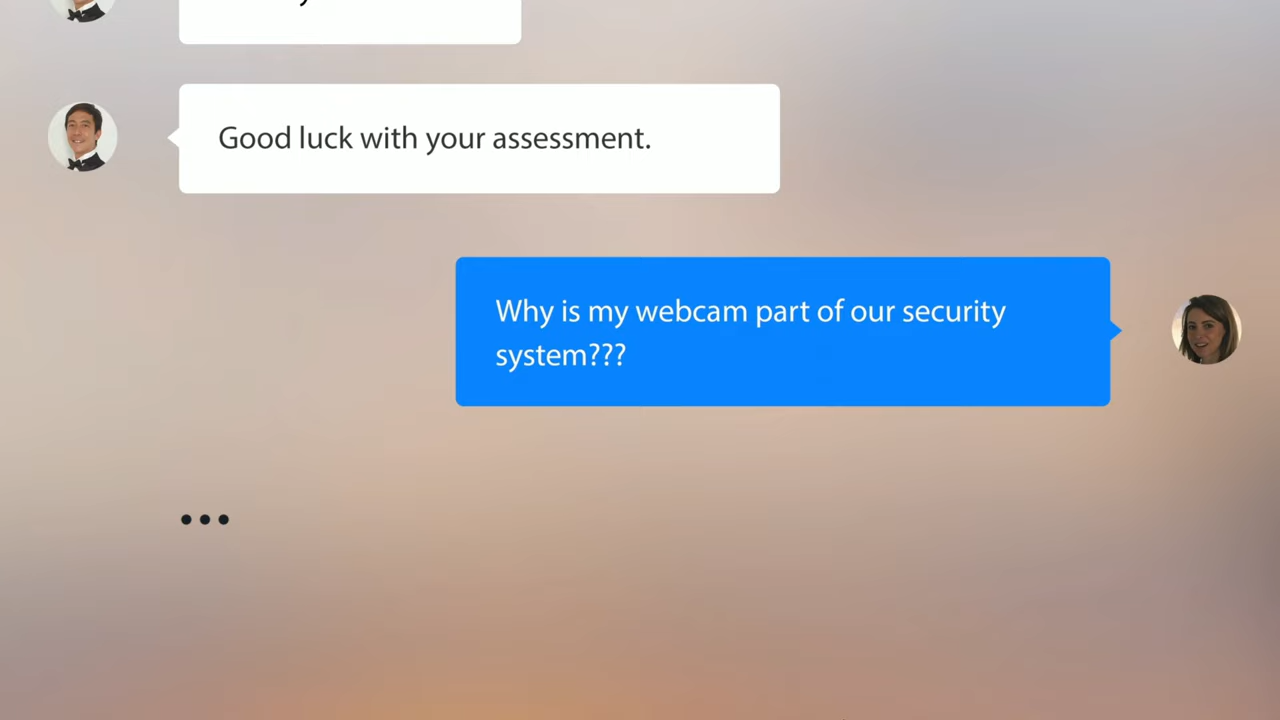 Good luck with your assessment.
Why is my webcam part of our security
system???